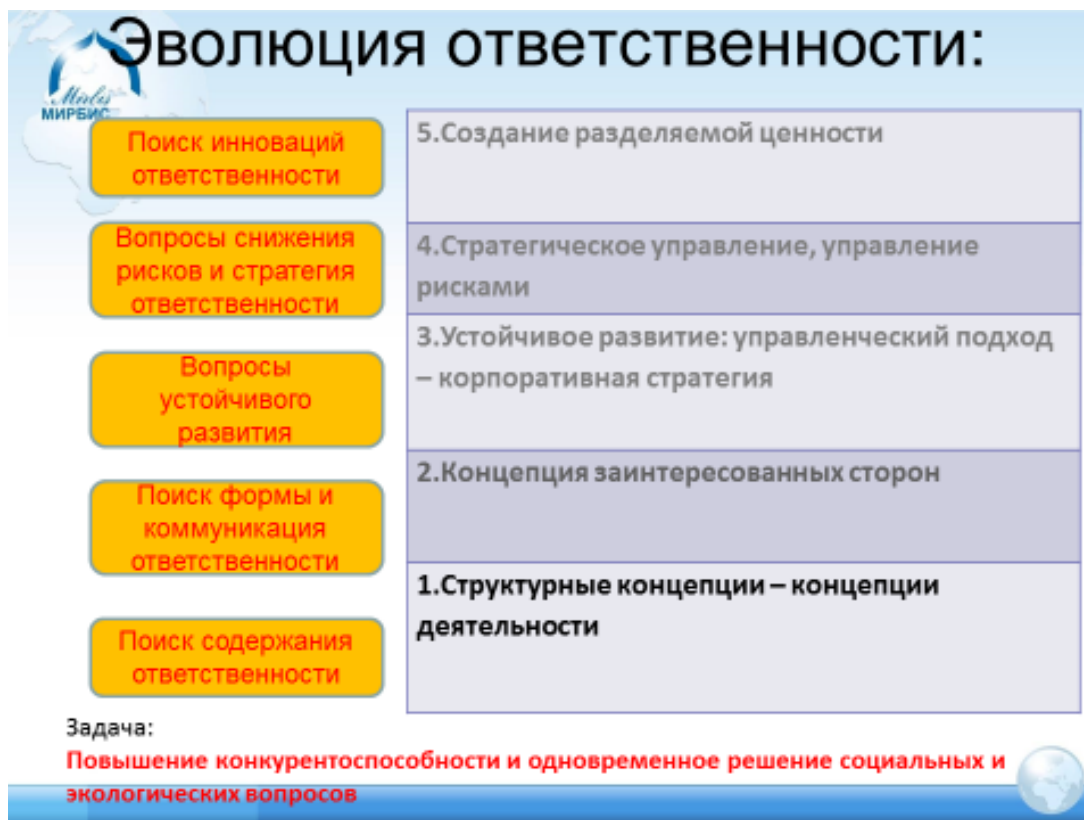 Эволюция ответственности:
Mirbis
МИРБИС
Поиск инноваций
ответственности
5.Создание разделяемой ценности
Вопросы снижения
рисков и стратегия
ответственности
4.Стратегическое управление, управление
рисками
Вопросы
устойчивого
развития
3.Устойчивое развитие: управленческий подход
– корпоративная стратегия
Поиск формы и
коммуникация
ответственности
2.Концепция заинтересованных сторон
Поиск содержания
ответственности
1.Структурные концепции – концепции
деятельности
Задача:
Повышение конкурентоспособности и одновременное решение социальных и
экологических вопросов